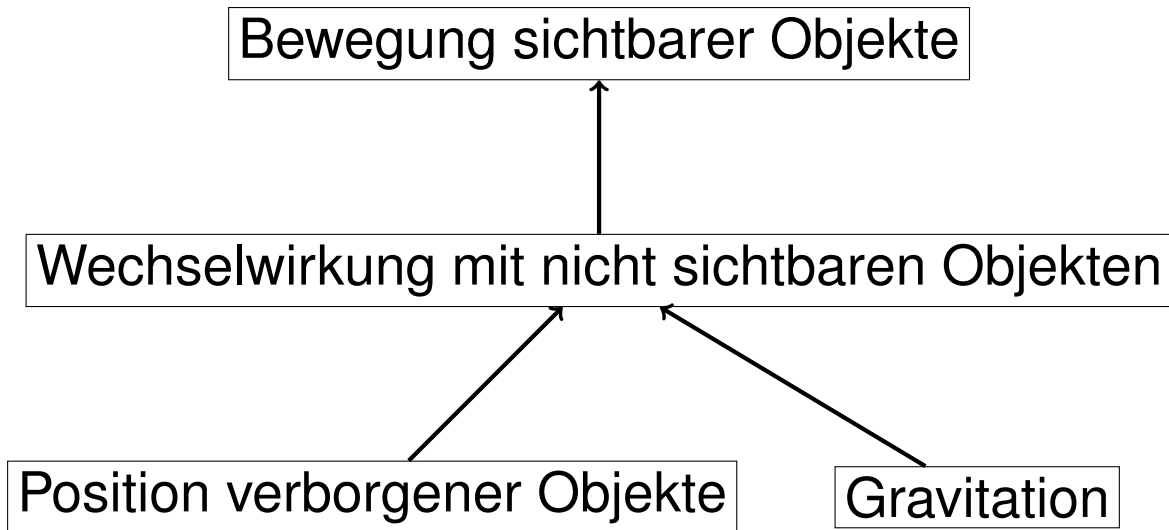 Bewegung sichtbarer Objekte
Wechselwirkung mit nicht sichtbaren Objekten
Position verborgener Objekte
Gravitation